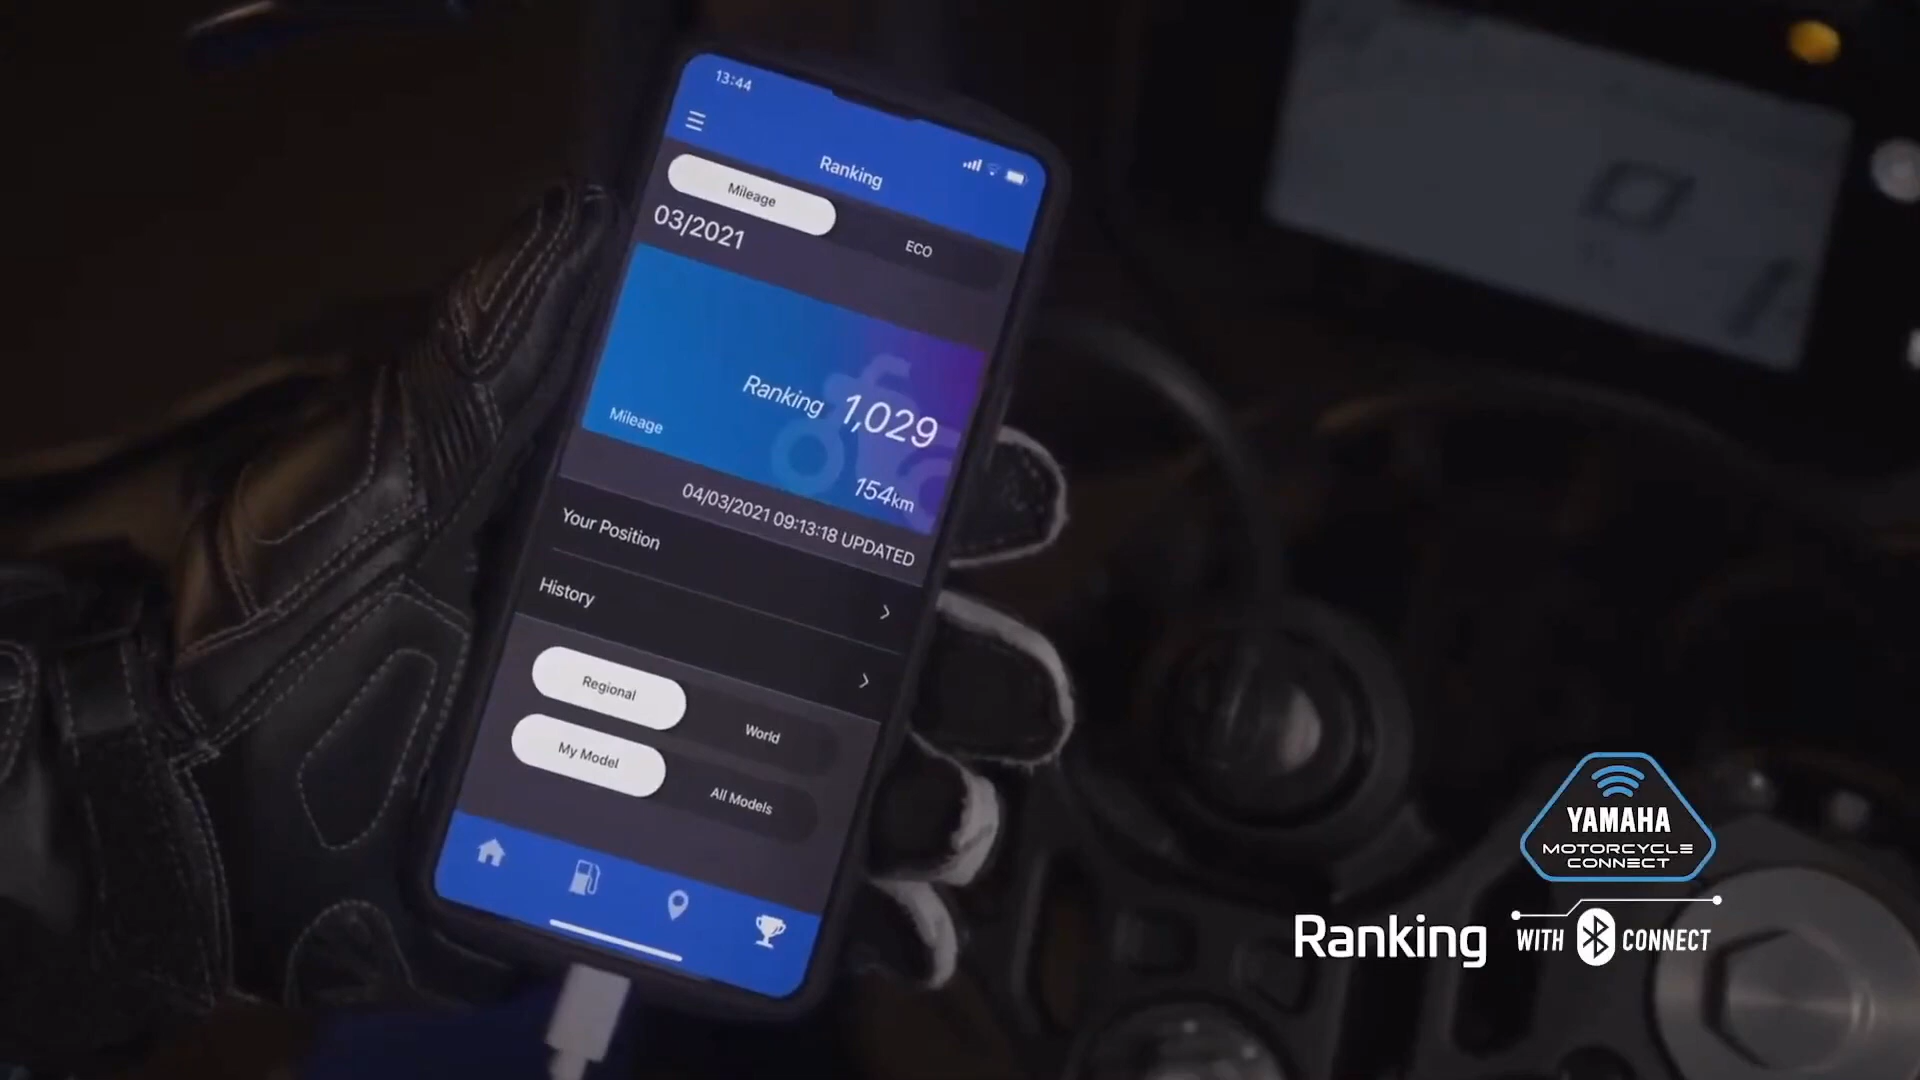 13:44
Ranking
Mileage
ECO
03/2021
Ranking 1,029
Mileage
154km
04/03/2021 09:13:18 UPDATED
Your Position
History
Regional
World
My Model
All Models
YAMAHA
MOTORCYCLE
CONNECT
Ranking WITH CONNECT